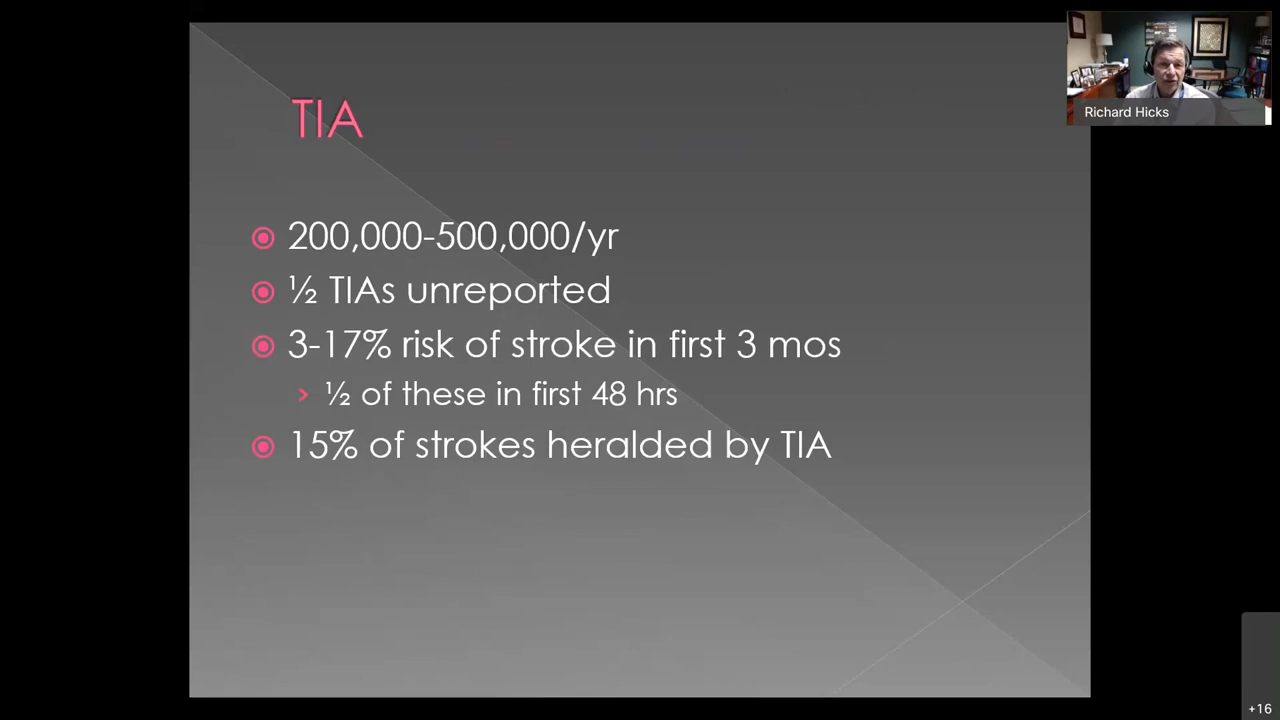 TIA
200,000-500,000/yr
½ TIAs unreported
3-17% risk of stroke in first 3 mos
½ of these in first 48 hrs
15% of strokes heralded by TIA
Richard Hicks
+16